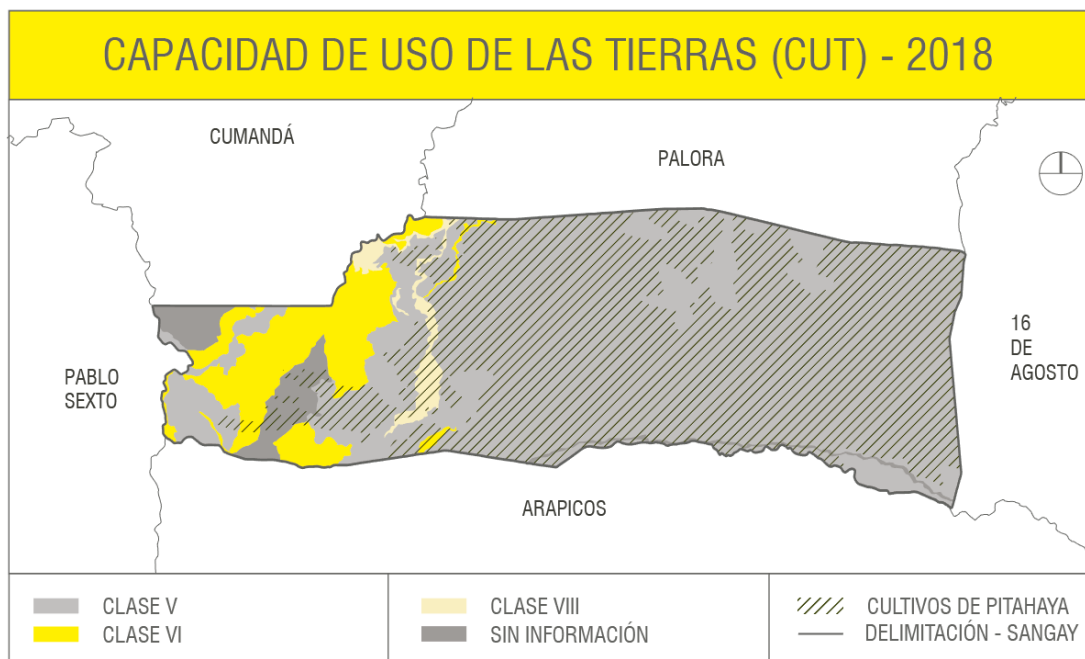 CAPACIDAD DE USO DE LAS TIERRAS (CUT) - 2018
CUMANDÁ
PALORA
PABLO
SEXTO
16
DE
AGOSTO
ARAPICOS
CLASE V
CLASE VI
CLASE VIII
SIN INFORMACIÓN
CULTIVOS DE PITAHAYA
DELIMITACIÓN - SANGAY